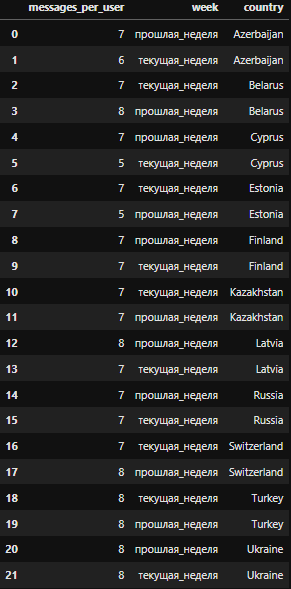 messages_per_user week country
0 7 прошлая_неделя Azerbaijan
1 6 текущая_неделя Azerbaijan
2 7 текущая_неделя Belarus
3 8 прошлая_неделя Belarus
4 7 прошлая_неделя Cyprus
5 5 текущая_неделя Cyprus
6 7 текущая_неделя Estonia
7 5 прошлая_неделя Estonia
8 7 прошлая_неделя Finland
9 7 текущая_неделя Finland
10 7 текущая_неделя Kazakhstan
11 7 прошлая_неделя Kazakhstan
12 8 прошлая_неделя Latvia
13 7 текущая_неделя Latvia
14 7 прошлая_неделя Russia
15 7 текущая_неделя Russia
16 7 текущая_неделя Switzerland
17 8 прошлая_неделя Switzerland
18 8 текущая_неделя Turkey
19 8 прошлая_неделя Turkey
20 8 прошлая_неделя Ukraine
21 8 текущая_неделя Ukraine